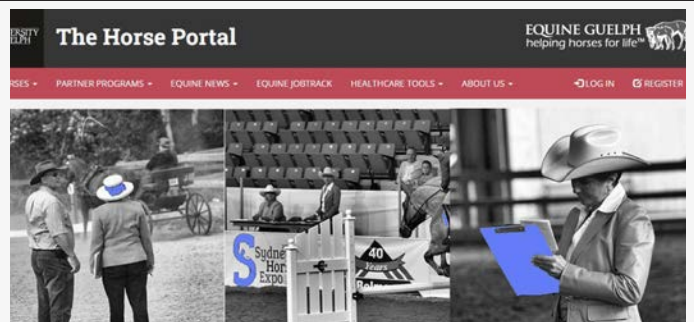 The Horse Portal
EQUINE GUELPH
helping horses for life™
PARTNER PROGRAMS
EQUINE NEWS
EQUINE JOBTRACK
HEALTHCARE TOOLS
ABOUT US
LOG IN
REGISTER
S
Sydney
Hors
Expo
40
Years